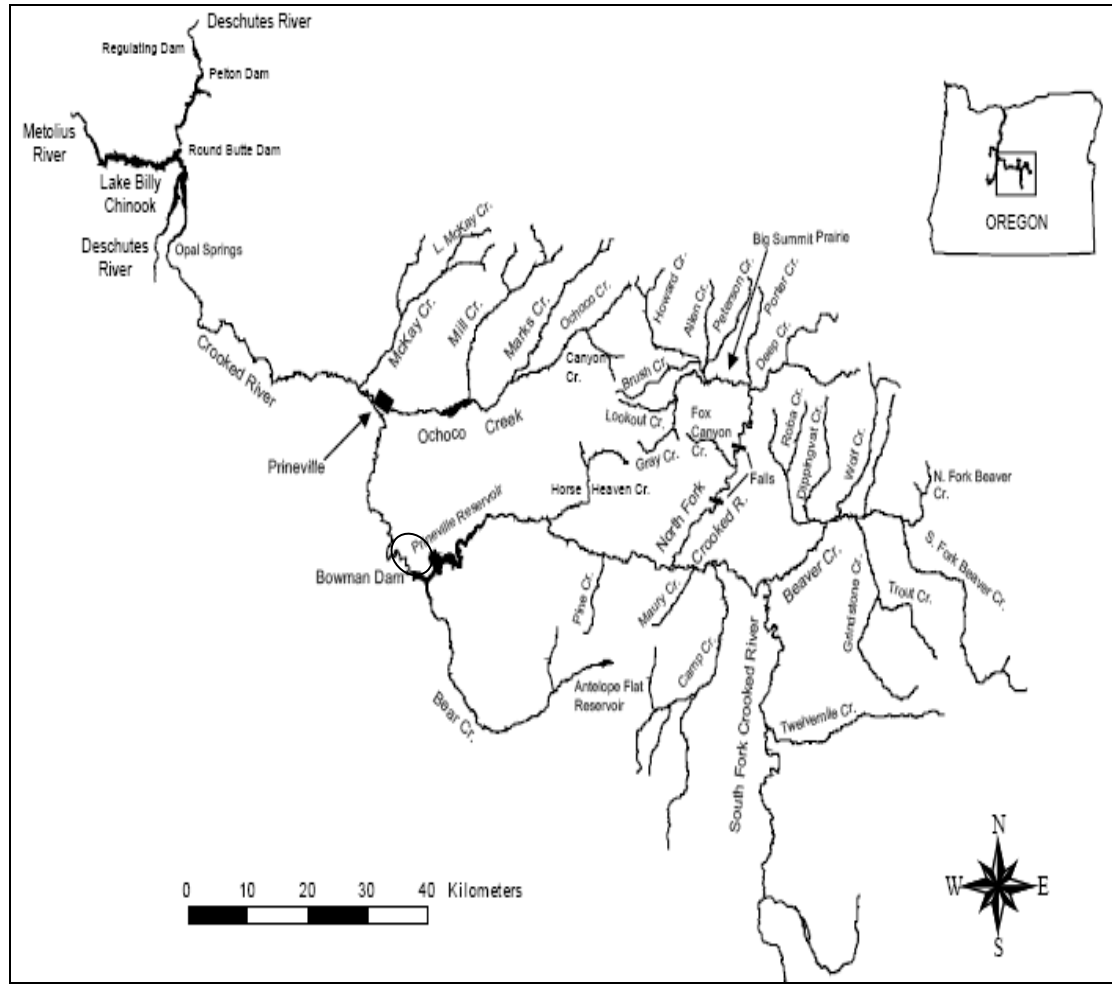 Deschutes River
Regulating Dam
Pelton Dam
Metolius
River
Round Butte Dam
Lake Billy
Chinook
Deschutes
River
Opal Springs
OREGON
L. McKay Cr.
Big Summit Prairie
McKay Cr.
Mill Cr.
Marks Cr.
Ochoco Cr.
Howard Cr.
Allen Cr.
Peterson Cr.
Porter Cr.
Deep Cr.
Crooked River
Canyon
Cr.
Brush Cr.
Lookout Cr.
Fox
Canyon
Cr.
Gray Cr.
Ochoco Creek
Prineville
Roba Cr.
Dippingvat Cr.
Wolf Cr.
N. Fork Beaver
Cr.
Falls
Horse Heaven Cr.
North Fork
Crooked R.
Prineville Reservoir
Bowman Dam
Beaver Cr.
S. Fork Beaver Cr.
Pine Cr.
Maury Cr.
Grindstone Cr.
Trout Cr.
Camp Cr.
South Fork Crooked River
Antelope Flat
Reservoir
Bear Cr.
Twelvemile Cr.
0 10 20 30 40 Kilometers
N
W E
S